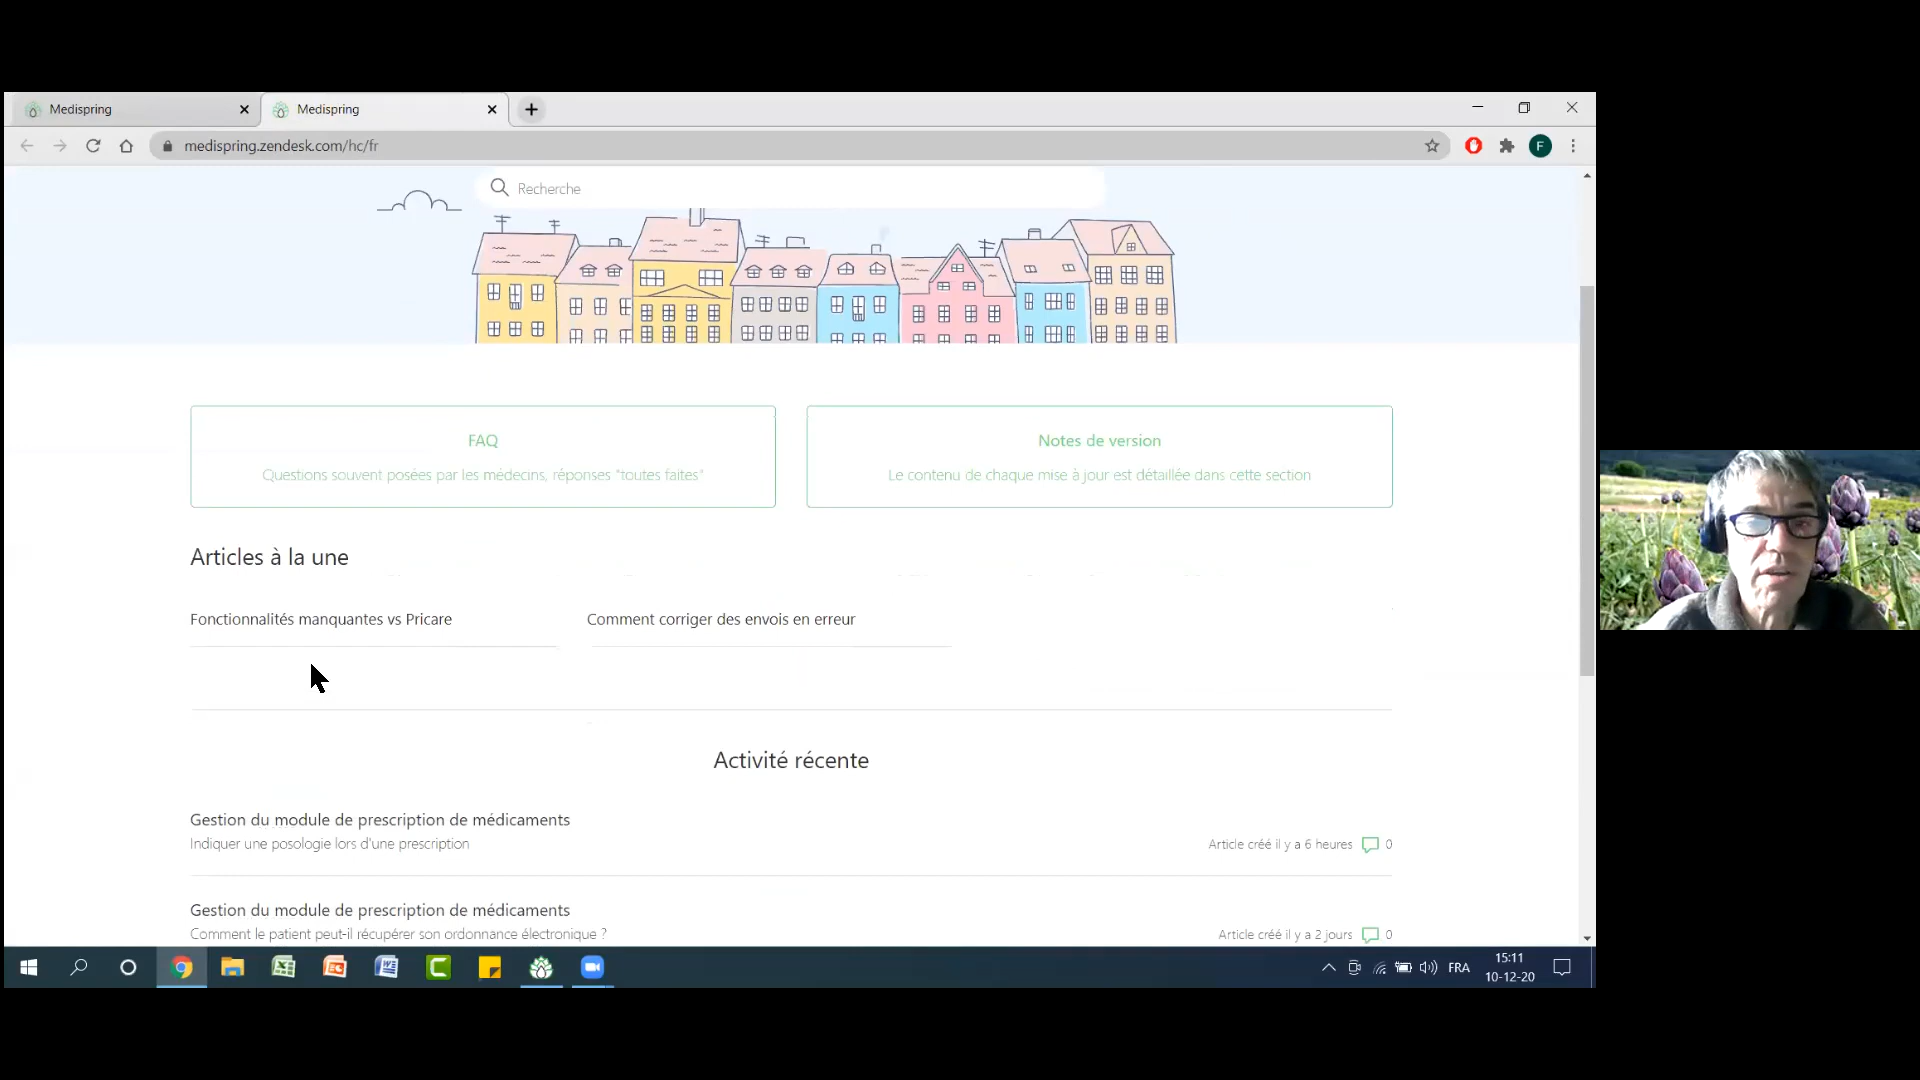 Medispring
Medispring
medispring.zendesk.com/hc/fr
F
Recherche
FAQ
Questions souvent posées par les médecins, réponses "toutes faites"
Notes de version
Le contenu de chaque mise à jour est détaillée dans cette section
Articles à la une
Fonctionnalités manquantes vs Pricare
Comment corriger des envois en erreur
Activité récente
Gestion du module de prescription de médicaments
Indiquer une posologie lors d'une prescription
Article créé il y a 6 heures 0
Gestion du module de prescription de médicaments
Comment le patient peut-il récupérer son ordonnance électronique ?
Article créé il y a 2 jours 0
FRA
15:11
10-12-20